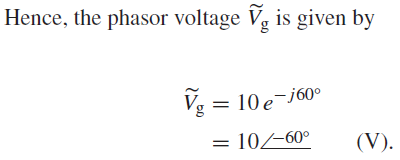 Hence, the phasor voltage Ṽg is given by
Ṽg = 10 e^−j60°
= 10∠−60° (V).